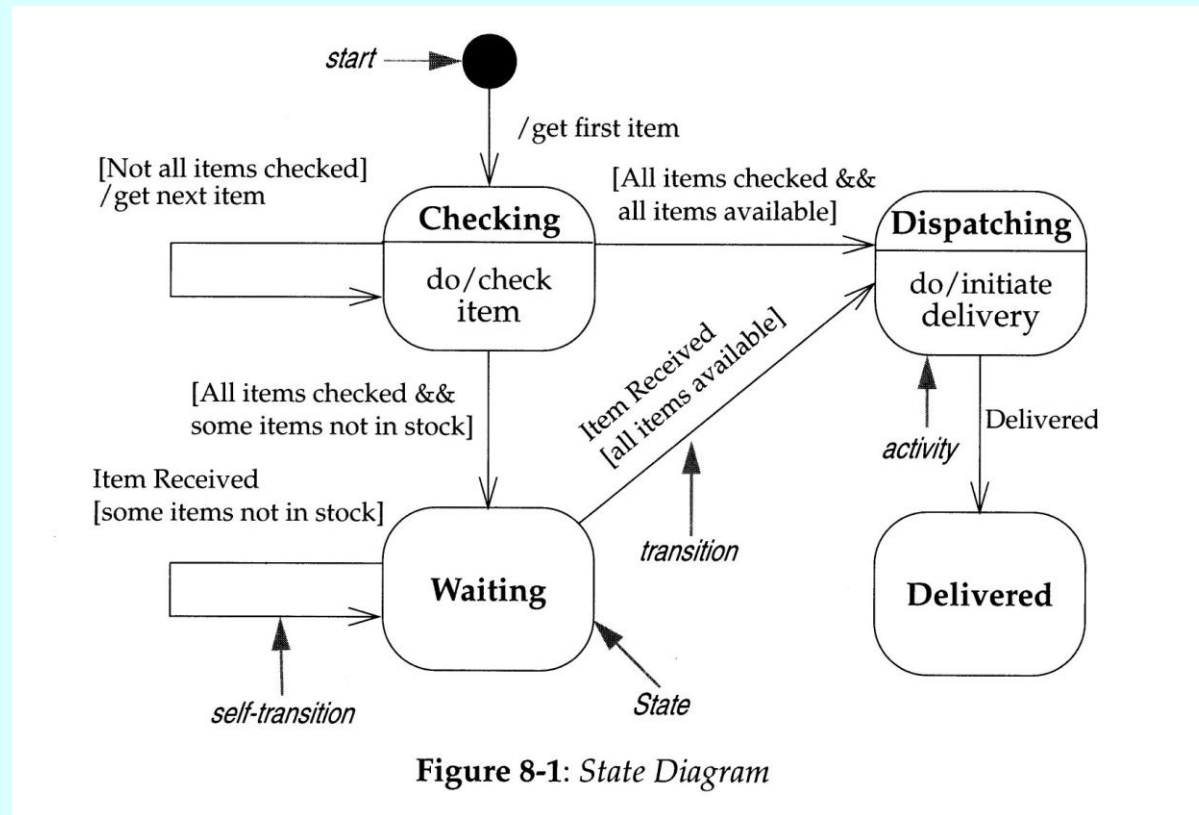 start
/get first item
[Not all items checked]
/get next item
[All items checked &&
all items available]
Checking
do/check
item
Dispatching
do/initiate
delivery
[All items checked &&
some items not in stock]
Item Received
[all items available]
activity
Delivered
Item Received
[some items not in stock]
transition
Waiting
Delivered
self-transition
State
Figure 8-1: State Diagram